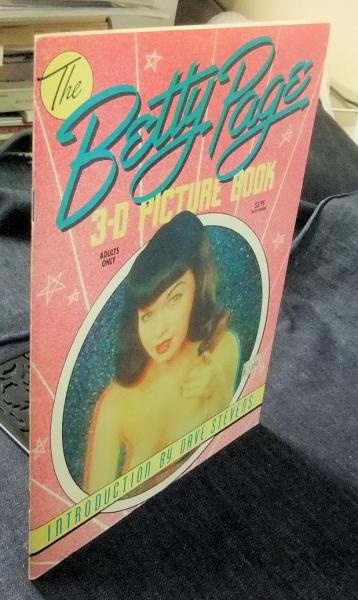 The
Betty Page
3-D PICTURE BOOK
ADULTS
ONLY
$3.95
INTRODUCTION BY DAVE STEVENS